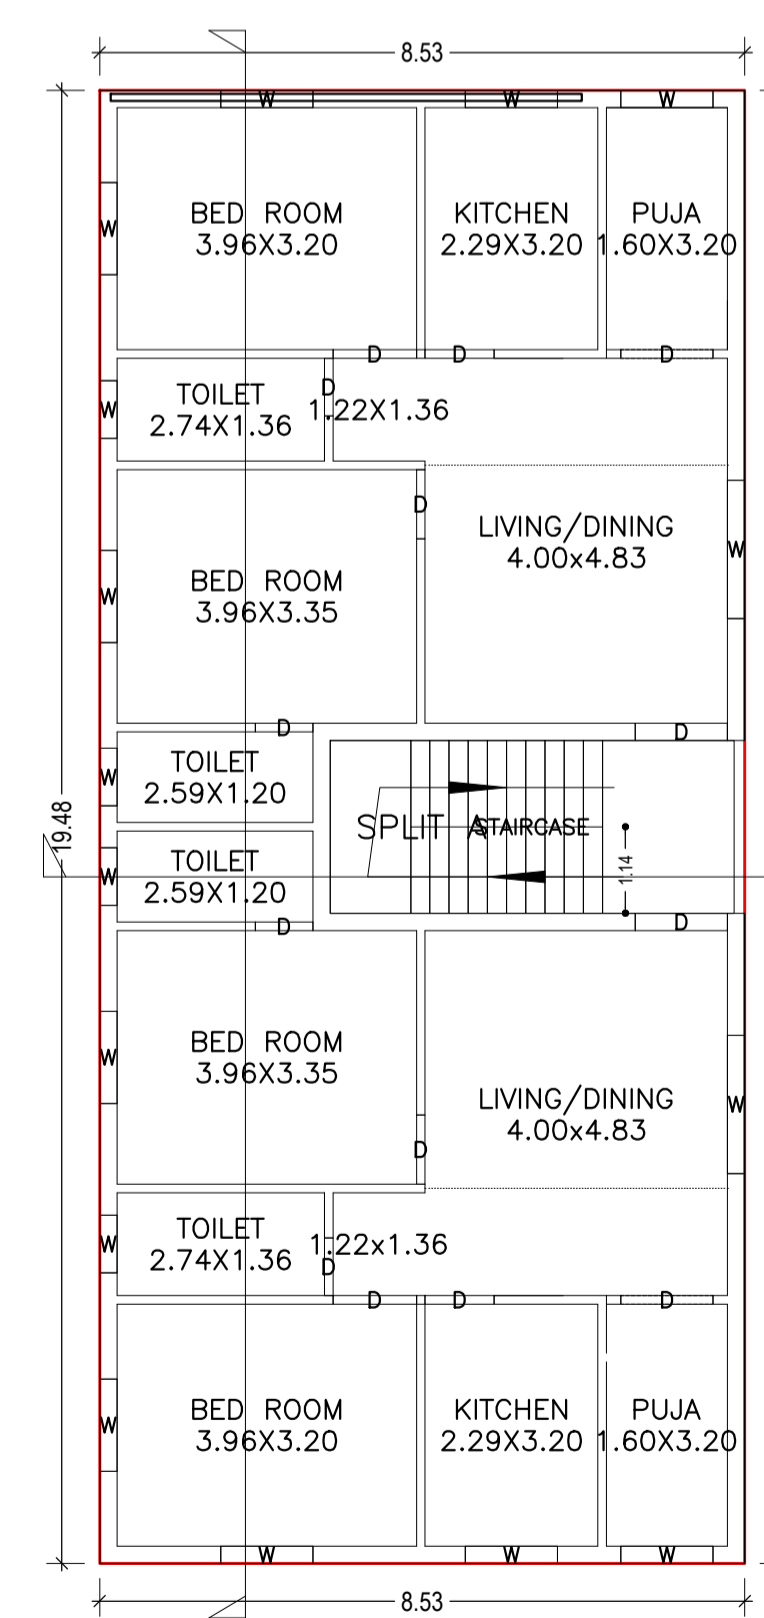 8.53
W W W
BED ROOM
3.96X3.20
KITCHEN
2.29X3.20
PUJA
1.60X3.20
W
D D D
TOILET
2.74X1.36
D
1.22X1.36
W
D
LIVING/DINING
4.00x4.83
W
BED ROOM
3.96X3.35
W
D
D
TOILET
2.59X1.20
W
19.48
SPLIT A
STAIRCASE
1.14
TOILET
2.59X1.20
W
D
D
BED ROOM
3.96X3.35
W
LIVING/DINING
4.00x4.83
W
D
TOILET
2.74X1.36
W
1.22x1.36
D
D D D
BED ROOM
3.96X3.20
KITCHEN
2.29X3.20
PUJA
1.60X3.20
W
W W W
8.53